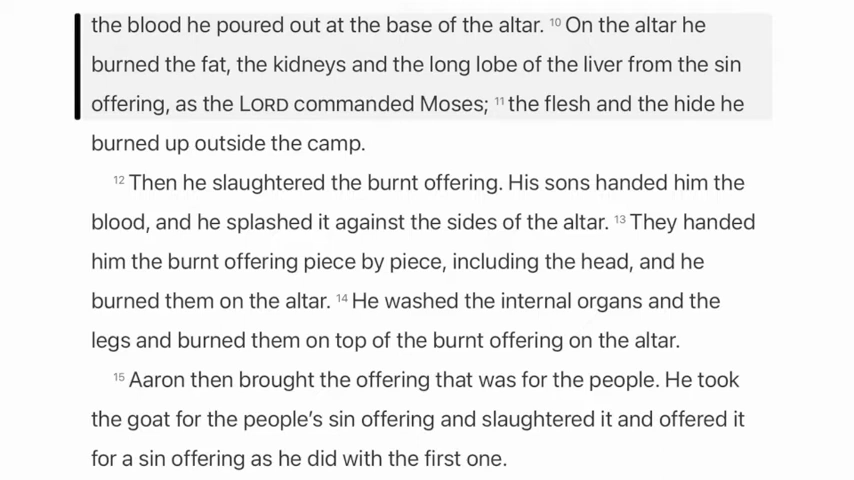 the blood he poured out at the base of the altar. 10 On the altar he
burned the fat, the kidneys and the long lobe of the liver from the sin
offering, as the LORD commanded Moses; 11 the flesh and the hide he
burned up outside the camp.
12 Then he slaughtered the burnt offering. His sons handed him the
blood, and he splashed it against the sides of the altar. 13 They handed
him the burnt offering piece by piece, including the head, and he
burned them on the altar. 14 He washed the internal organs and the
legs and burned them on top of the burnt offering on the altar.
15 Aaron then brought the offering that was for the people. He took
the goat for the people’s sin offering and slaughtered it and offered it
for a sin offering as he did with the first one.